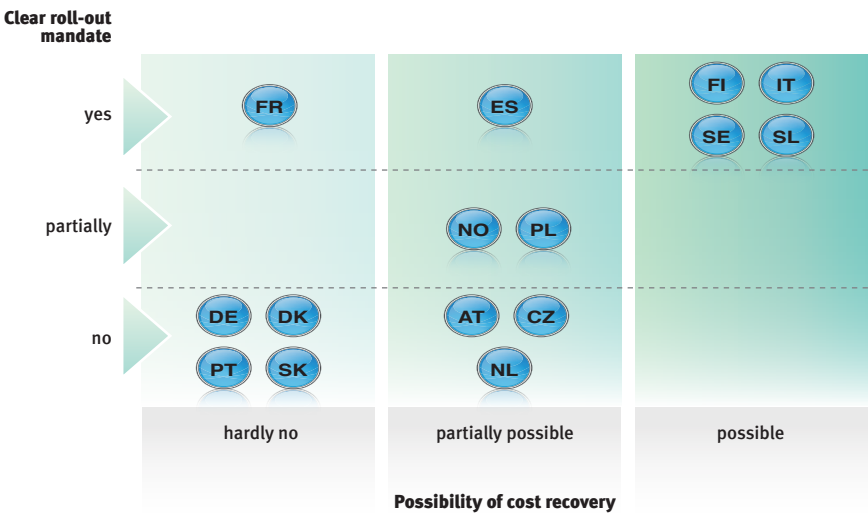 Clear roll-out
mandate
yes
FR
ES
FI IT
SE SL
partially
NO PL
no
DE DK
PT SK
AT CZ
NL
hardly no
partially possible
possible
Possibility of cost recovery